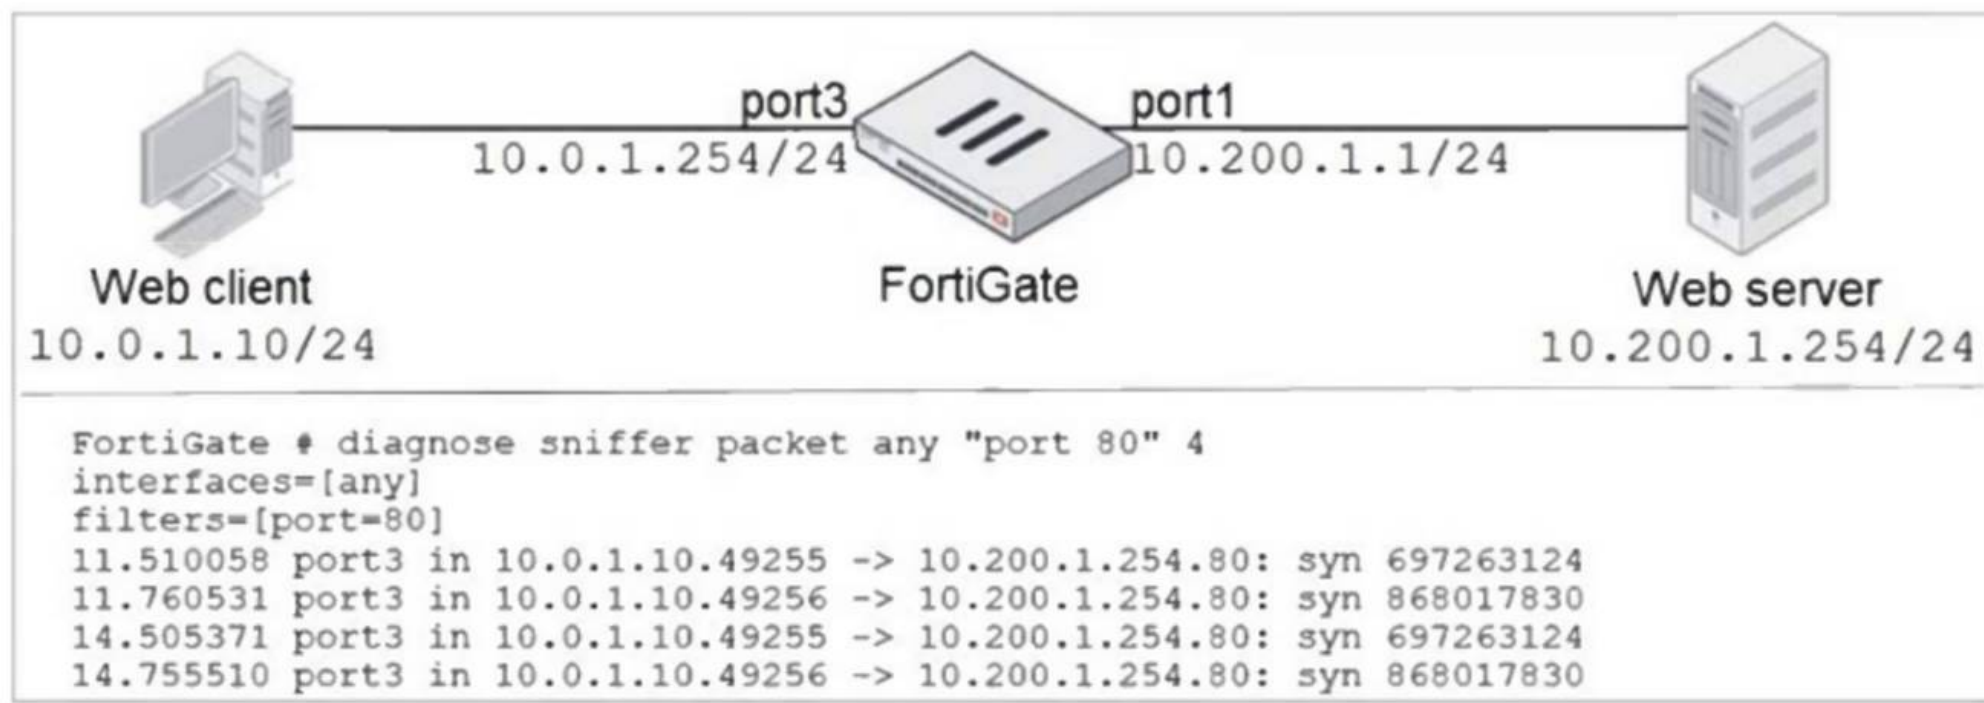 port3
port1
10.0.1.254/24
10.200.1.1/24
Web client
FortiGate
Web server
10.0.1.10/24
10.200.1.254/24
FortiGate # diagnose sniffer packet any "port 80" 4
interfaces=[any]
filters=[port=80]
11.510058 port3 in 10.0.1.10.49255 -> 10.200.1.254.80: syn 697263124
11.760531 port3 in 10.0.1.10.49256 -> 10.200.1.254.80: syn 868017830
14.505371 port3 in 10.0.1.10.49255 -> 10.200.1.254.80: syn 697263124
14.755510 port3 in 10.0.1.10.49256 -> 10.200.1.254.80: syn 868017830